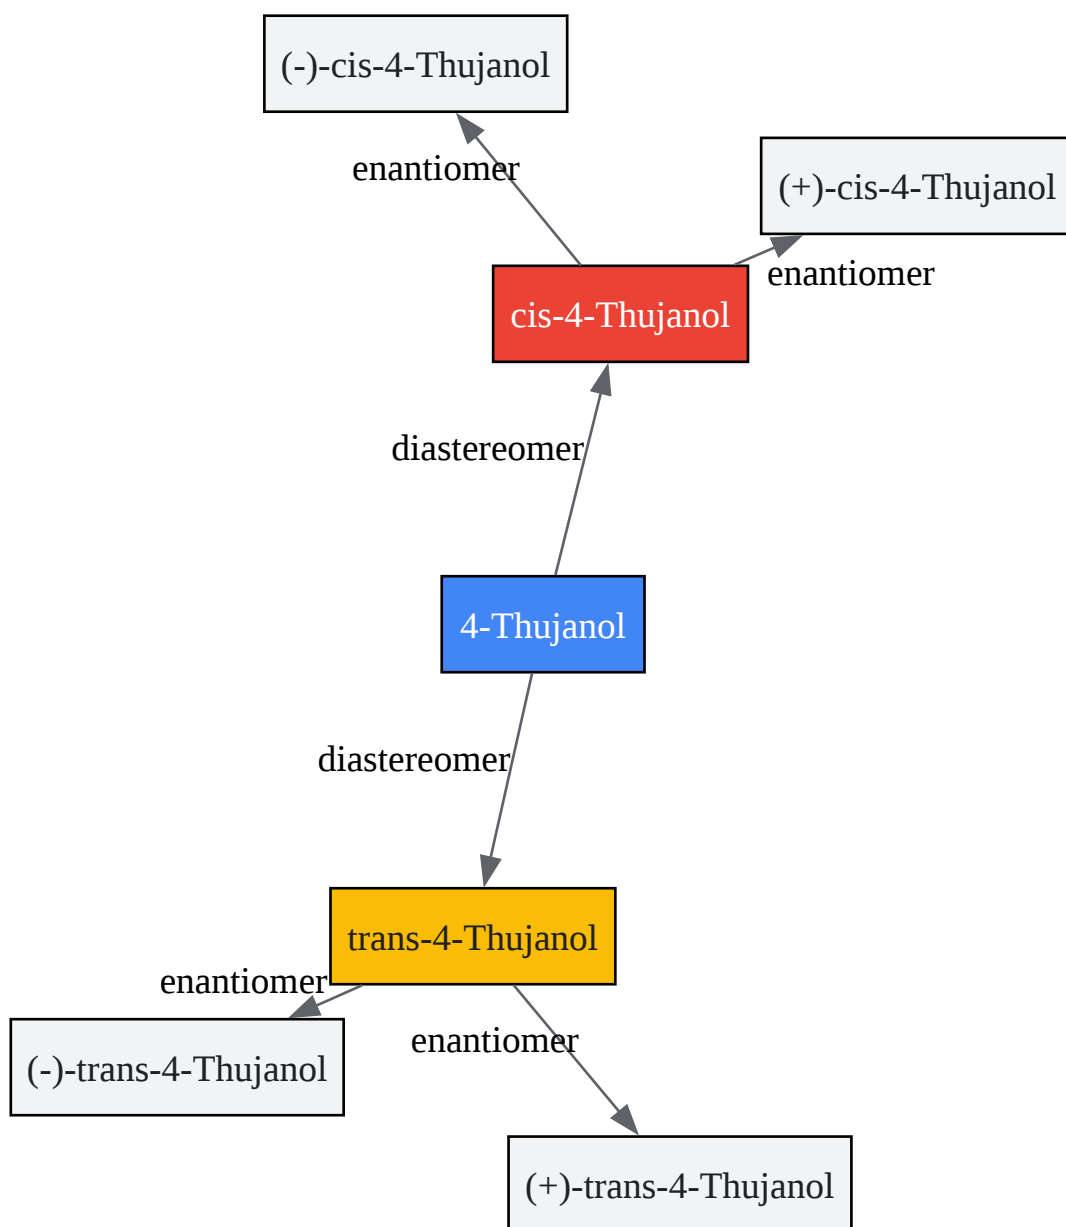 (-)-cis-4-Thujanol
enantiomer
(+)-cis-4-Thujanol
enantiomer
cis-4-Thujanol
diastereomer
4-Thujanol
diastereomer
trans-4-Thujanol
enantiomer
enantiomer
(-)-trans-4-Thujanol
(+)-trans-4-Thujanol